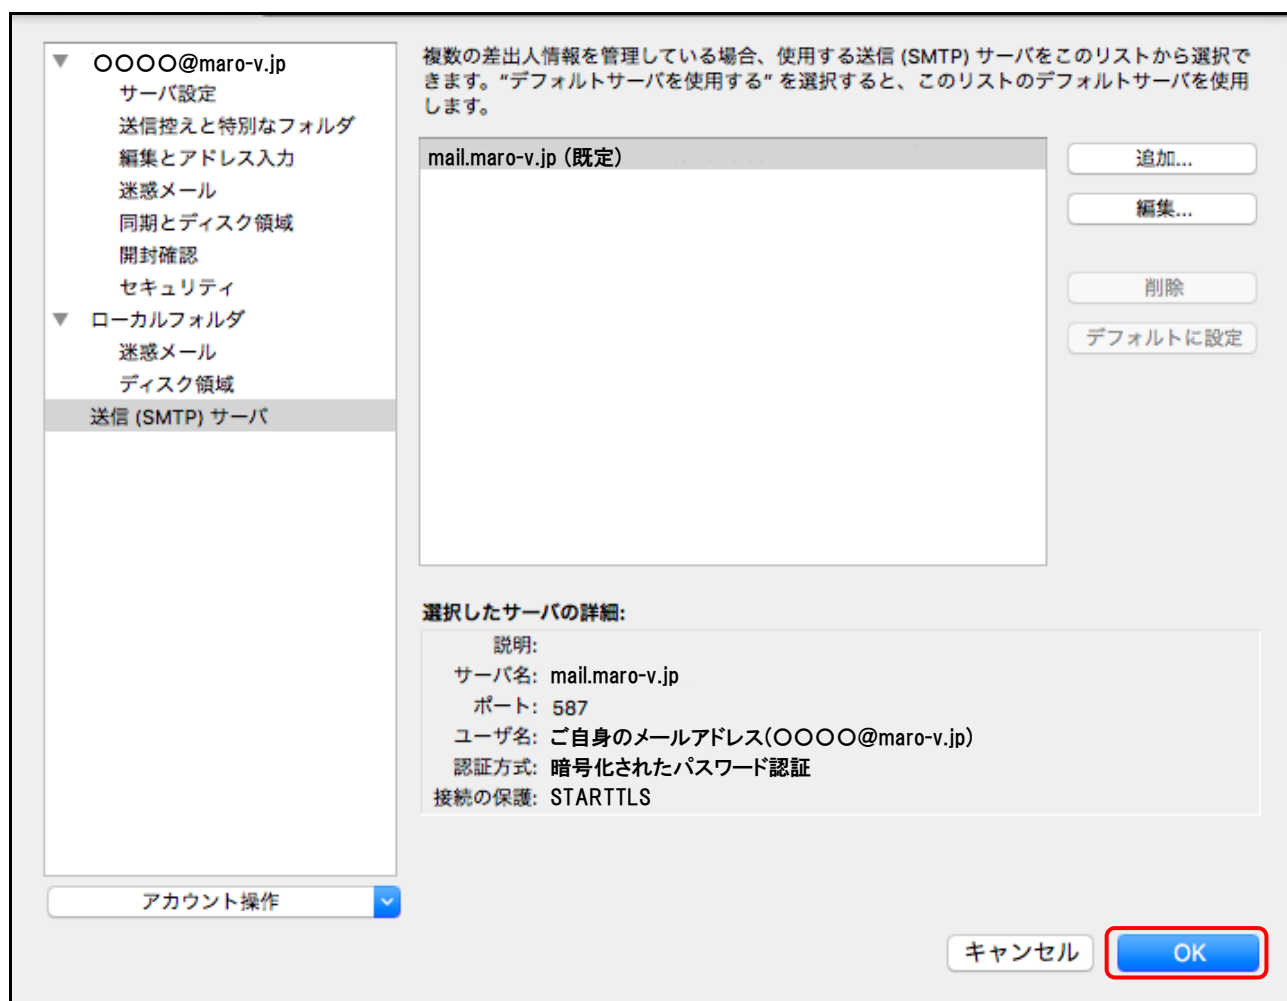 〇〇〇〇@maro-v.jp
サーバ設定
送信控えと特別なフォルダ
編集とアドレス入力
迷惑メール
同期とディスク領域
開封確認
セキュリティ
ローカルフォルダ
迷惑メール
ディスク領域
送信 (SMTP) サーバ
アカウント操作
複数の差出人情報を管理している場合、使用する送信 (SMTP) サーバをこのリストから選択で
きます。“デフォルトサーバを使用する” を選択すると、このリストのデフォルトサーバを使用
します。
mail.maro-v.jp (既定)
追加...
編集...
削除
デフォルトに設定
選択したサーバの詳細:
説明:
サーバ名: mail.maro-v.jp
ポート: 587
ユーザ名: ご自身のメールアドレス(〇〇〇〇@maro-v.jp)
認証方式: 暗号化されたパスワード認証
接続の保護: STARTTLS
キャンセル
OK